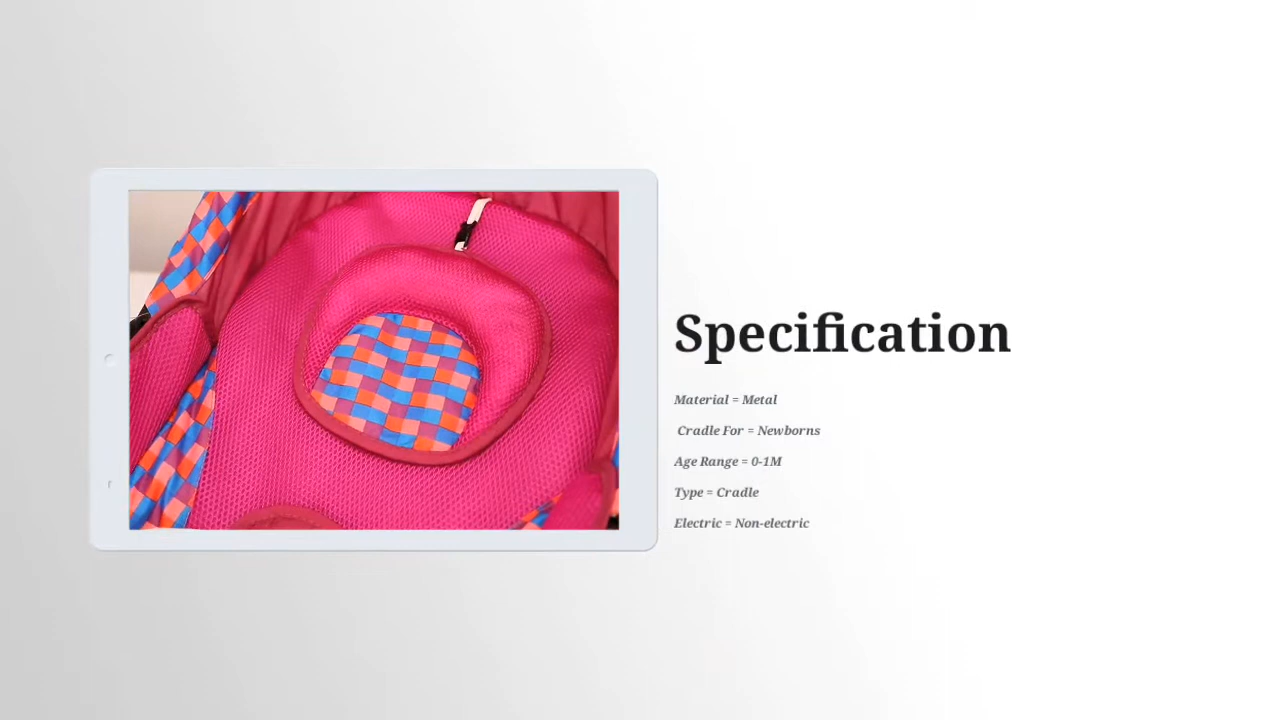 Specification
Material = Metal
Cradle For = Newborns
Age Range = 0-1M
Type = Cradle
Electric = Non-electric